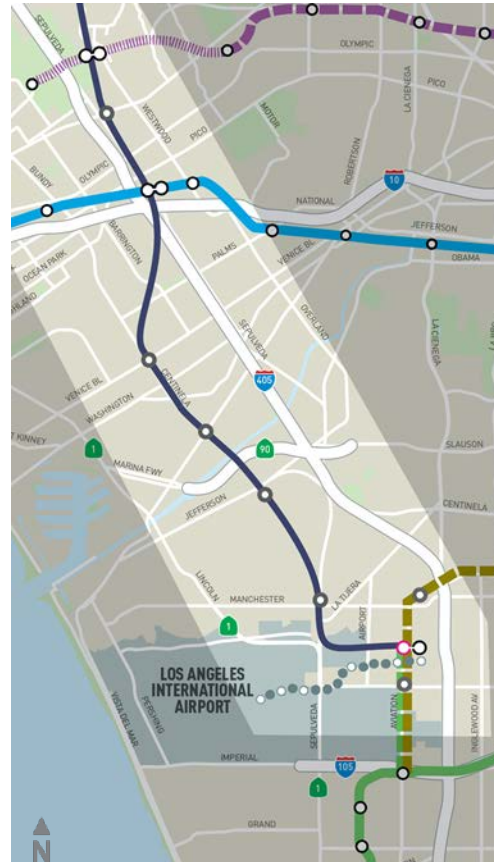 SEPULVEDA
OLYMPIC
PICO
LA CIENEGA
WESTWOOD
MOTOR
PICO
ROBERTSON
OLYMPIC
BUNDY
10
NATIONAL
BARRINGTON
JEFFERSON
PALMS
VENICE BL
OBAMA
OCEAN PARK
HLAND
OVERLAND
SEPULVEDA
LA CIENEGA
405
CENTINELA
VENICE BL
WASHINGTON
T KINNEY
1
90
SLAUSON
MARINA FWY
JEFFERSON
CENTINELA
LINCOLN
LA TIJERA
MANCHESTER
AIRPORT
1
LOS ANGELES
INTERNATIONAL
AIRPORT
VISTA DEL MAR
PERSHING
SEPULVEDA
AVIATION
INGLEWOOD AV
IMPERIAL
105
1
GRAND
N